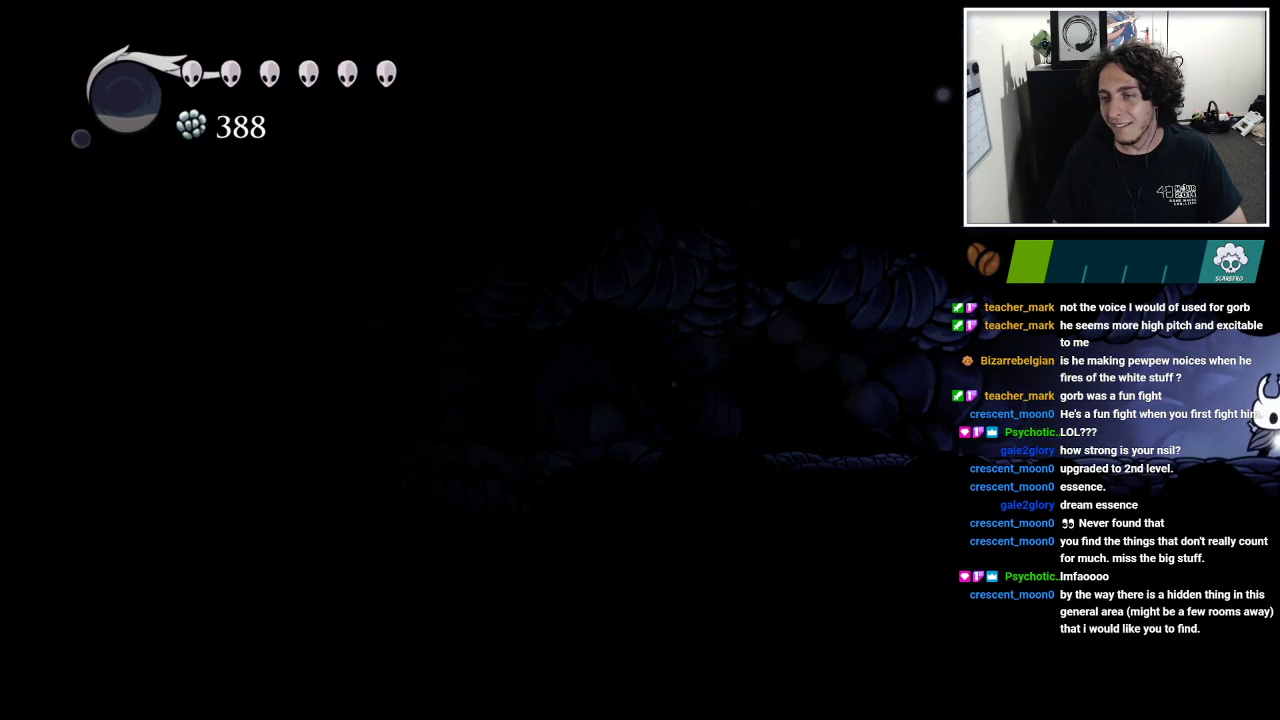 388
48 HOUR
SCAREFRO
teacher_mark not the voice I would of used for gorb
teacher_mark he seems more high pitch and excitable
to me
Bizarrebelgian is he making pewpew noices when he
fires of the white stuff ?
teacher_mark gorb was a fun fight
crescent_moon0 He's a fun fight when you first fight him.
Psychotic.. LOL???
gale2glory how strong is your nsil?
crescent_moon0 upgraded to 2nd level.
crescent_moon0 essence.
gale2glory dream essence
crescent_moon0 👀 Never found that
crescent_moon0 you find the things that don't really count
for much. miss the big stuff.
Psychotic.. lmfaoooo
crescent_moon0 by the way there is a hidden thing in this
general area (might be a few rooms away)
that i would like you to find.